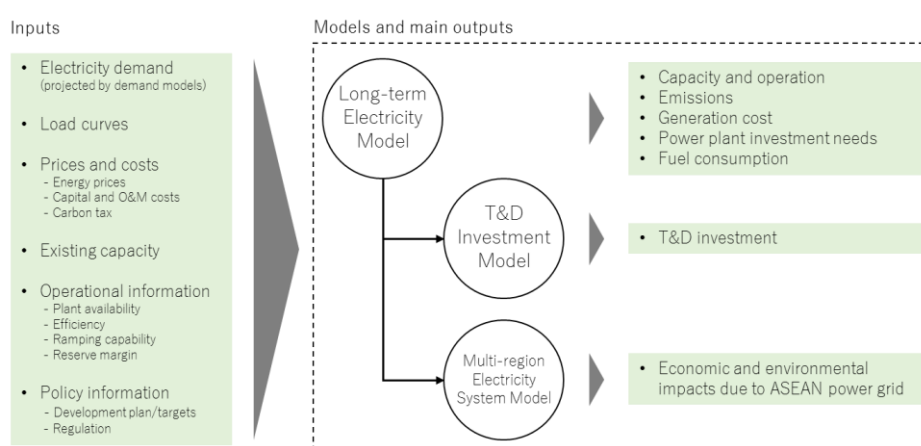 Inputs
• Electricity demand
(projected by demand models)
• Load curves
• Prices and costs
- Energy prices
- Capital and O&M costs
- Carbon tax
• Existing capacity
• Operational information
- Plant availability
- Efficiency
- Ramping capability
- Reserve margin
• Policy information
- Development plan/targets
- Regulation
Models and main outputs
Long-term
Electricity
Model
• Capacity and operation
• Emissions
• Generation cost
• Power plant investment needs
• Fuel consumption
T&D
Investment
Model
• T&D investment
Multi-region
Electricity
System Model
• Economic and environmental
impacts due to ASEAN power grid